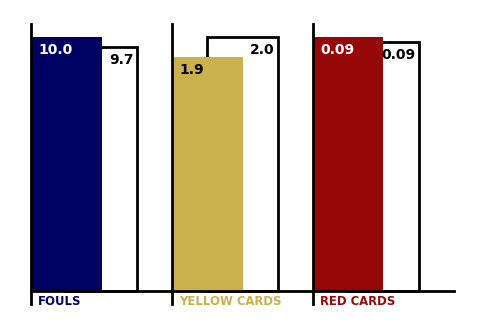 10.0
9.7
1.9
2.0
0.09
0.09
FOULS
YELLOW CARDS
RED CARDS